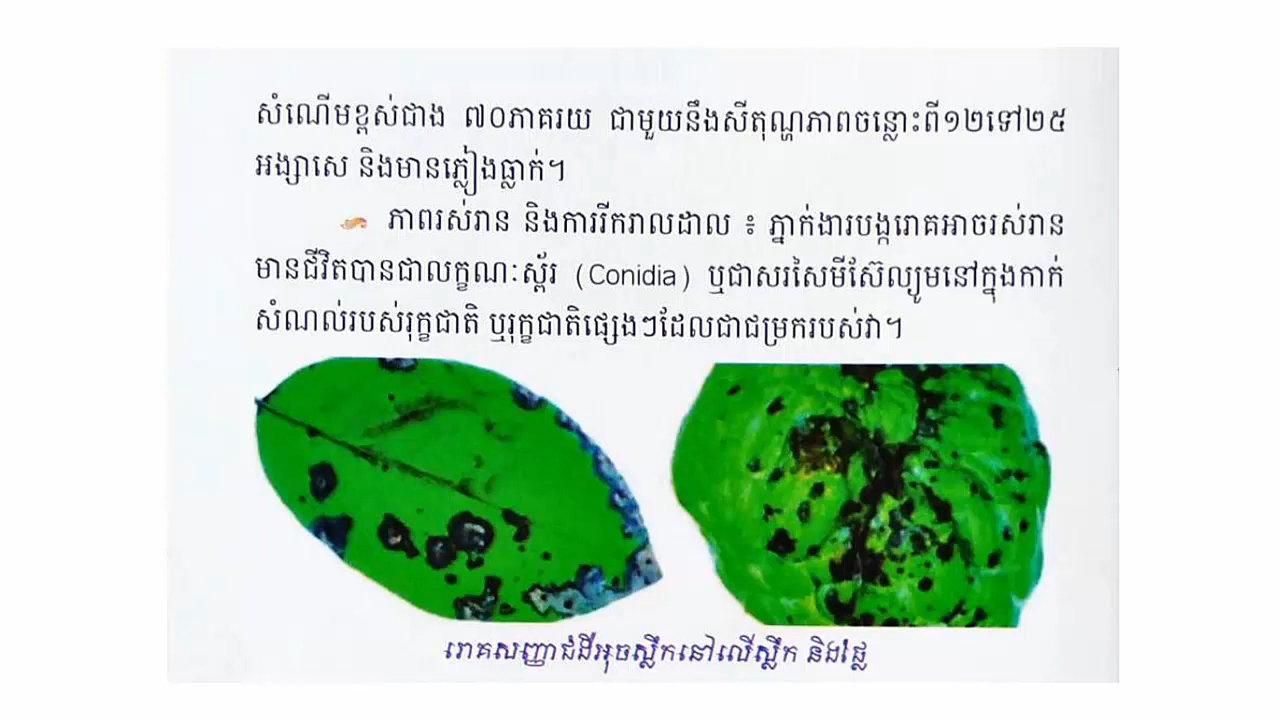 សំណើមខ្ពស់ជាង ៧០ភាគរយ ជាមួយនឹងសីតុណ្ហភាពចន្លោះពី១២ទៅ២៥
អង្សាសេ និងមានភ្លៀងធ្លាក់។
ភាពរស់រាន និងការរីករាលដាល ៖ ភ្នាក់ងារបង្ករោគអាចរស់រាន
មានជីវិតបានជាលក្ខណៈស្ព័រ (Conidia) ឬជាសរសៃមីស៊ែល្យូមនៅក្នុងកាក់
សំណល់របស់រុក្ខជាតិ ឬរុក្ខជាតិផ្សេងៗដែលជាជម្រករបស់វា។
រោគសញ្ញាជំងឺអុចស្លឹកនៅលើស្លឹក និងផ្លែ